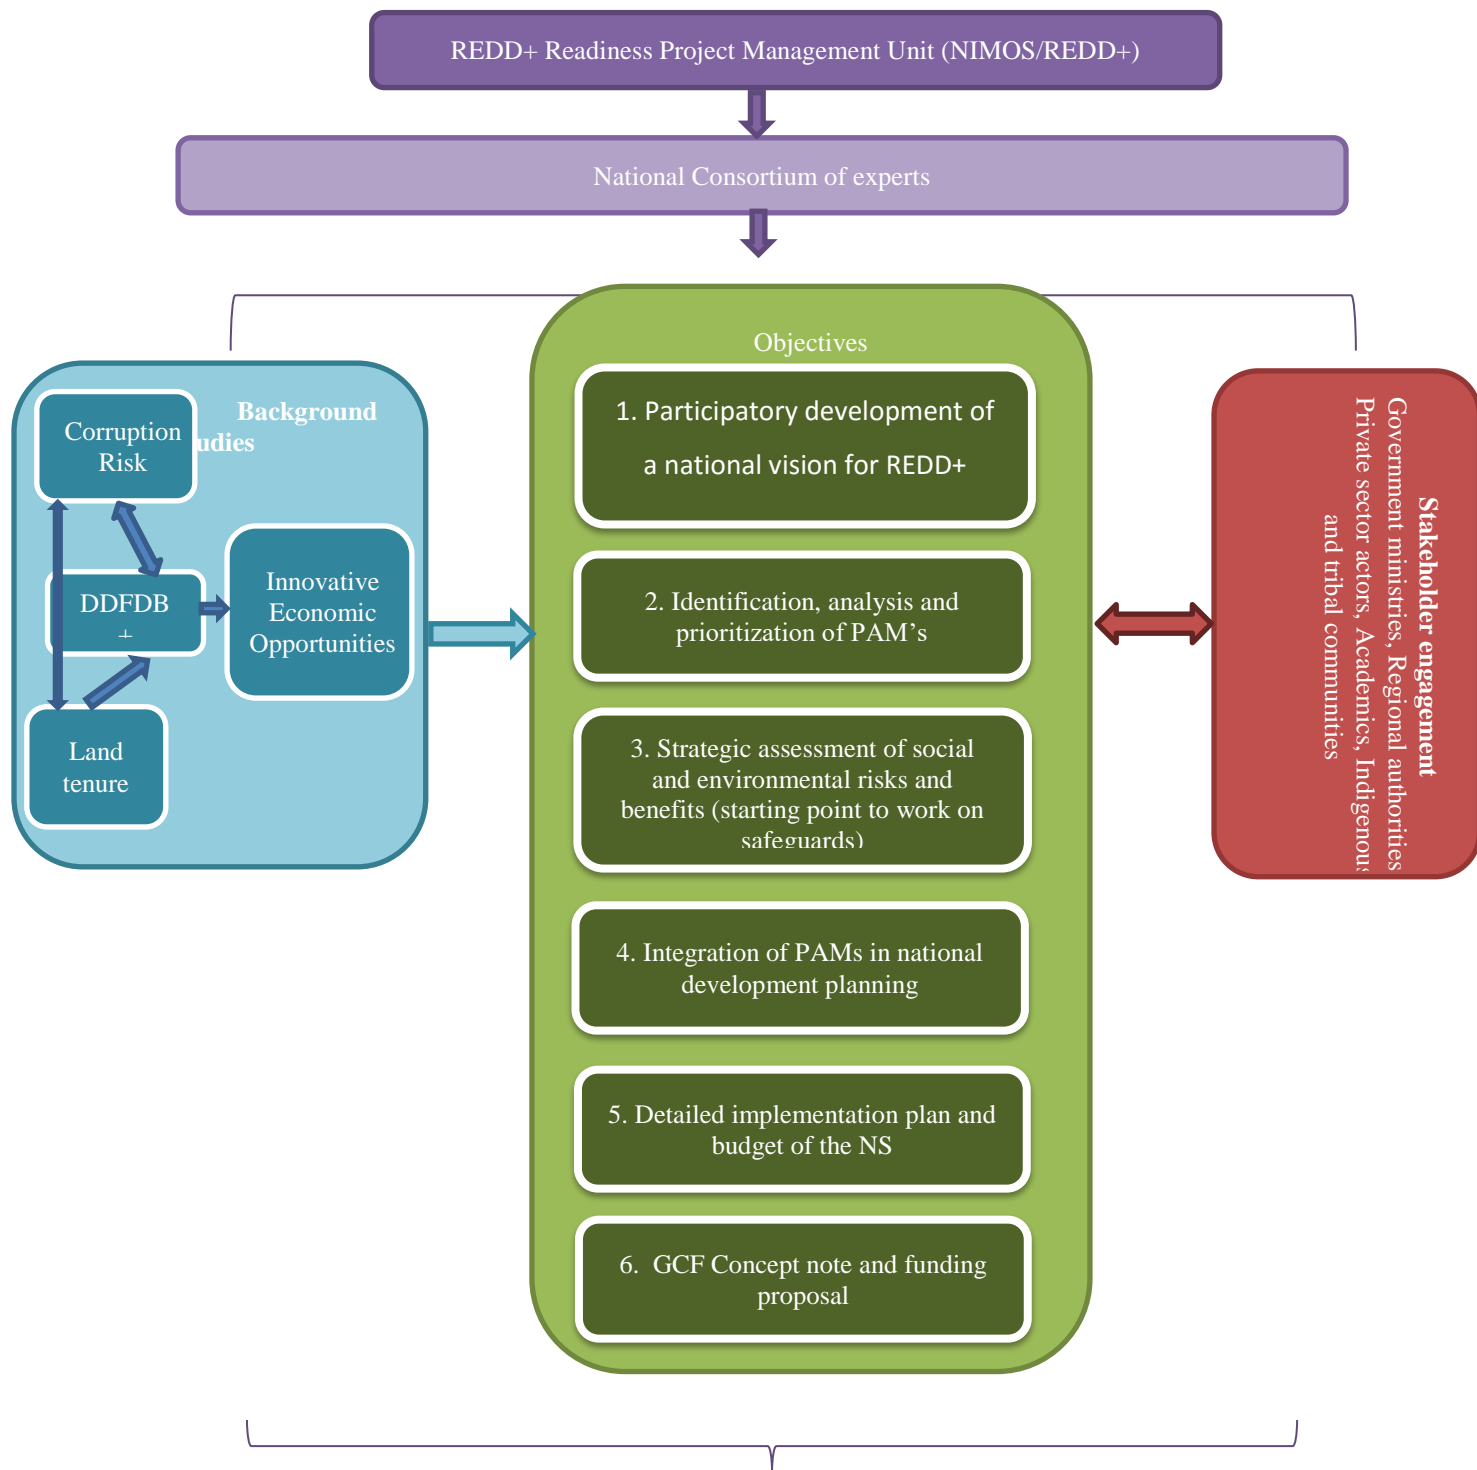 REDD+ Readiness Project Management Unit (NIMOS/REDD+)
National Consortium of experts
Objectives
Background
udies
Corruption
Risk
DDFDB
+
Innovative
Economic
Opportunities
Land
tenure
1. Participatory development of
a national vision for REDD+
2. Identification, analysis and
prioritization of PAM’s
3. Strategic assessment of social
and environmental risks and
benefits (starting point to work on
safeguards)
4. Integration of PAMs in national
development planning
5. Detailed implementation plan and
budget of the NS
6. GCF Concept note and funding
proposal
Stakeholder engagement
Government ministries, Regional authorities
Private sector actors, Academics, Indigenous
and tribal communities